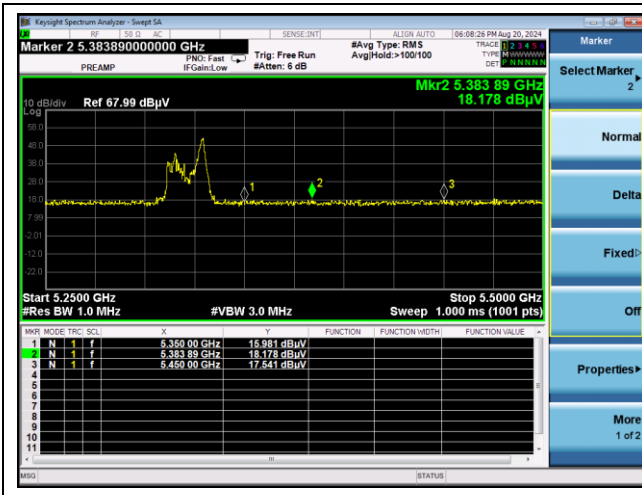 Keysight Spectrum Analyzer - Swept SA
RF 50 Ω AC SENSE:INT ALIGN AUTO 06:08:26 PM Aug 20, 2024
Marker 2 5.383890000000 GHz
PREAMP
PNO: Fast
IFGain:Low
Trig: Free Run
#Atten: 6 dB
#Avg Type: RMS
Avg|Hold:>100/100
TRACE 1 2 3 4 5 6
TYPE M W W W W W
DET P N N N N N
Mkr2 5.383 89 GHz
18.178 dBµV
10 dB/div Ref 67.99 dBµV
Log
58.0
48.0
38.0
28.0
18.0
7.99
-2.01
-12.0
-22.0
1
2
3
Start 5.2500 GHz Stop 5.5000 GHz
#Res BW 1.0 MHz #VBW 3.0 MHz Sweep 1.000 ms (1001 pts)
MKR MODE TRC SCL X Y FUNCTION FUNCTION WIDTH FUNCTION VALUE
1 N 1 f 5.350 00 GHz 15.981 dBµV
2 N 1 f 5.383 89 GHz 18.178 dBµV
3 N 1 f 5.450 00 GHz 17.541 dBµV
4
5
6
7
8
9
10
11
MSG STATUS
Marker
Select Marker
2
Normal
Delta
Fixed
Off
Properties
More
1 of 2